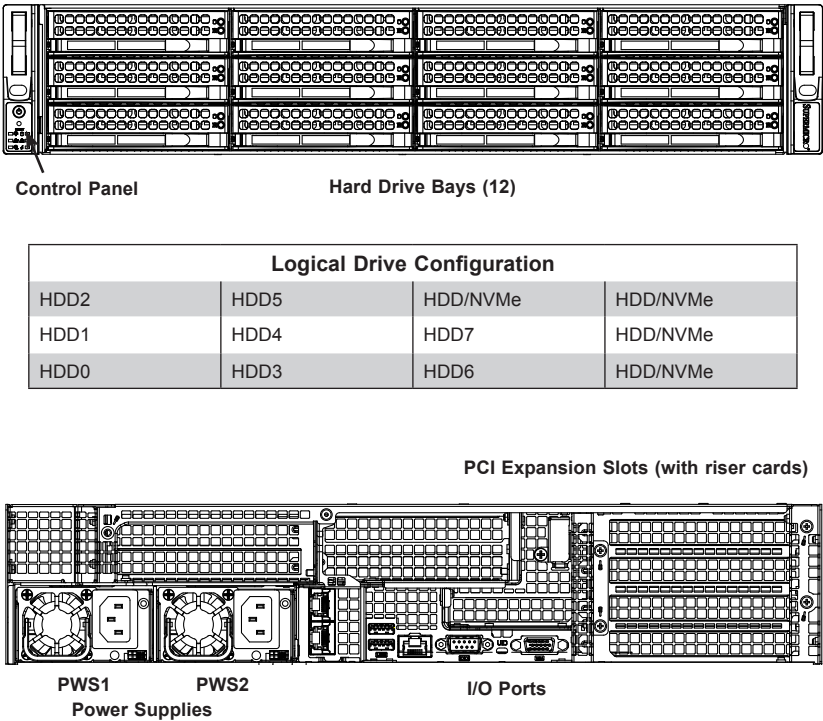 SUPERMICRO
Control Panel
Hard Drive Bays (12)
Logical Drive Configuration
HDD2 HDD5 HDD/NVMe HDD/NVMe
HDD1 HDD4 HDD7 HDD/NVMe
HDD0 HDD3 HDD6 HDD/NVMe
PCI Expansion Slots (with riser cards)
PWS1 PWS2
Power Supplies
I/O Ports